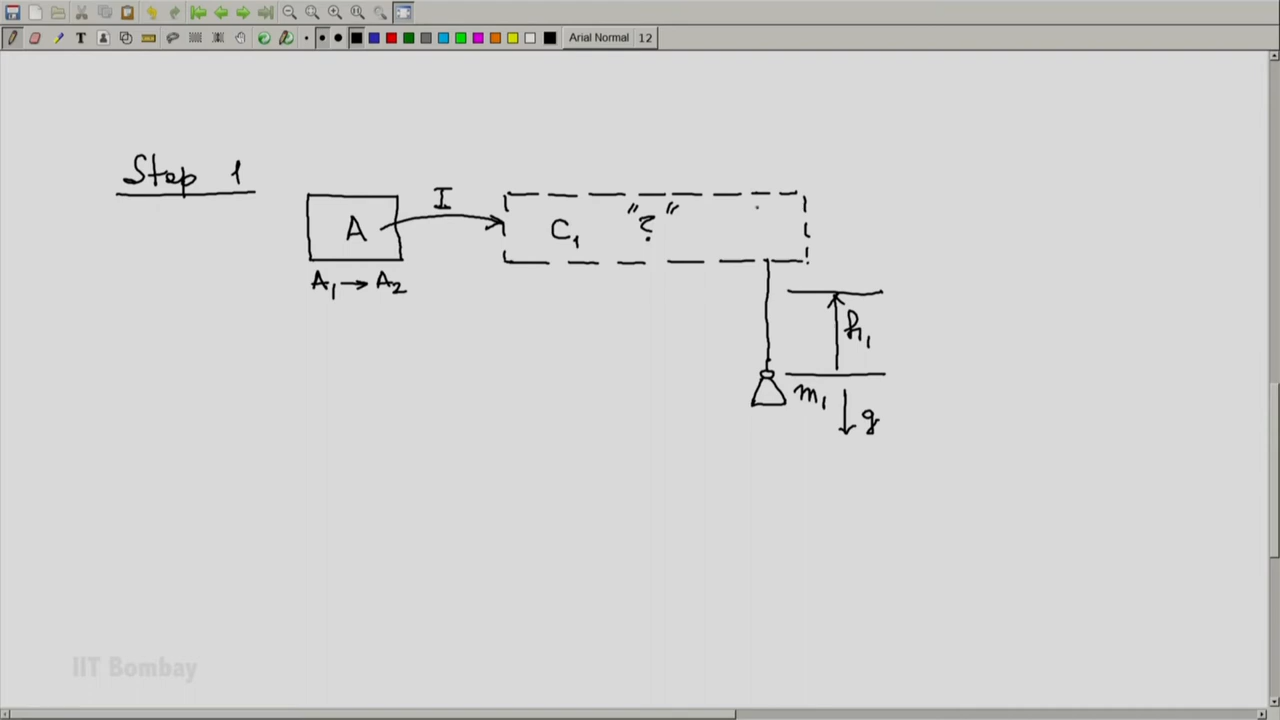 Arial Normal 12
Step 1
I
A
C₁ "?"
A₁ → A₂
h₁
m₁
g
IIT Bombay